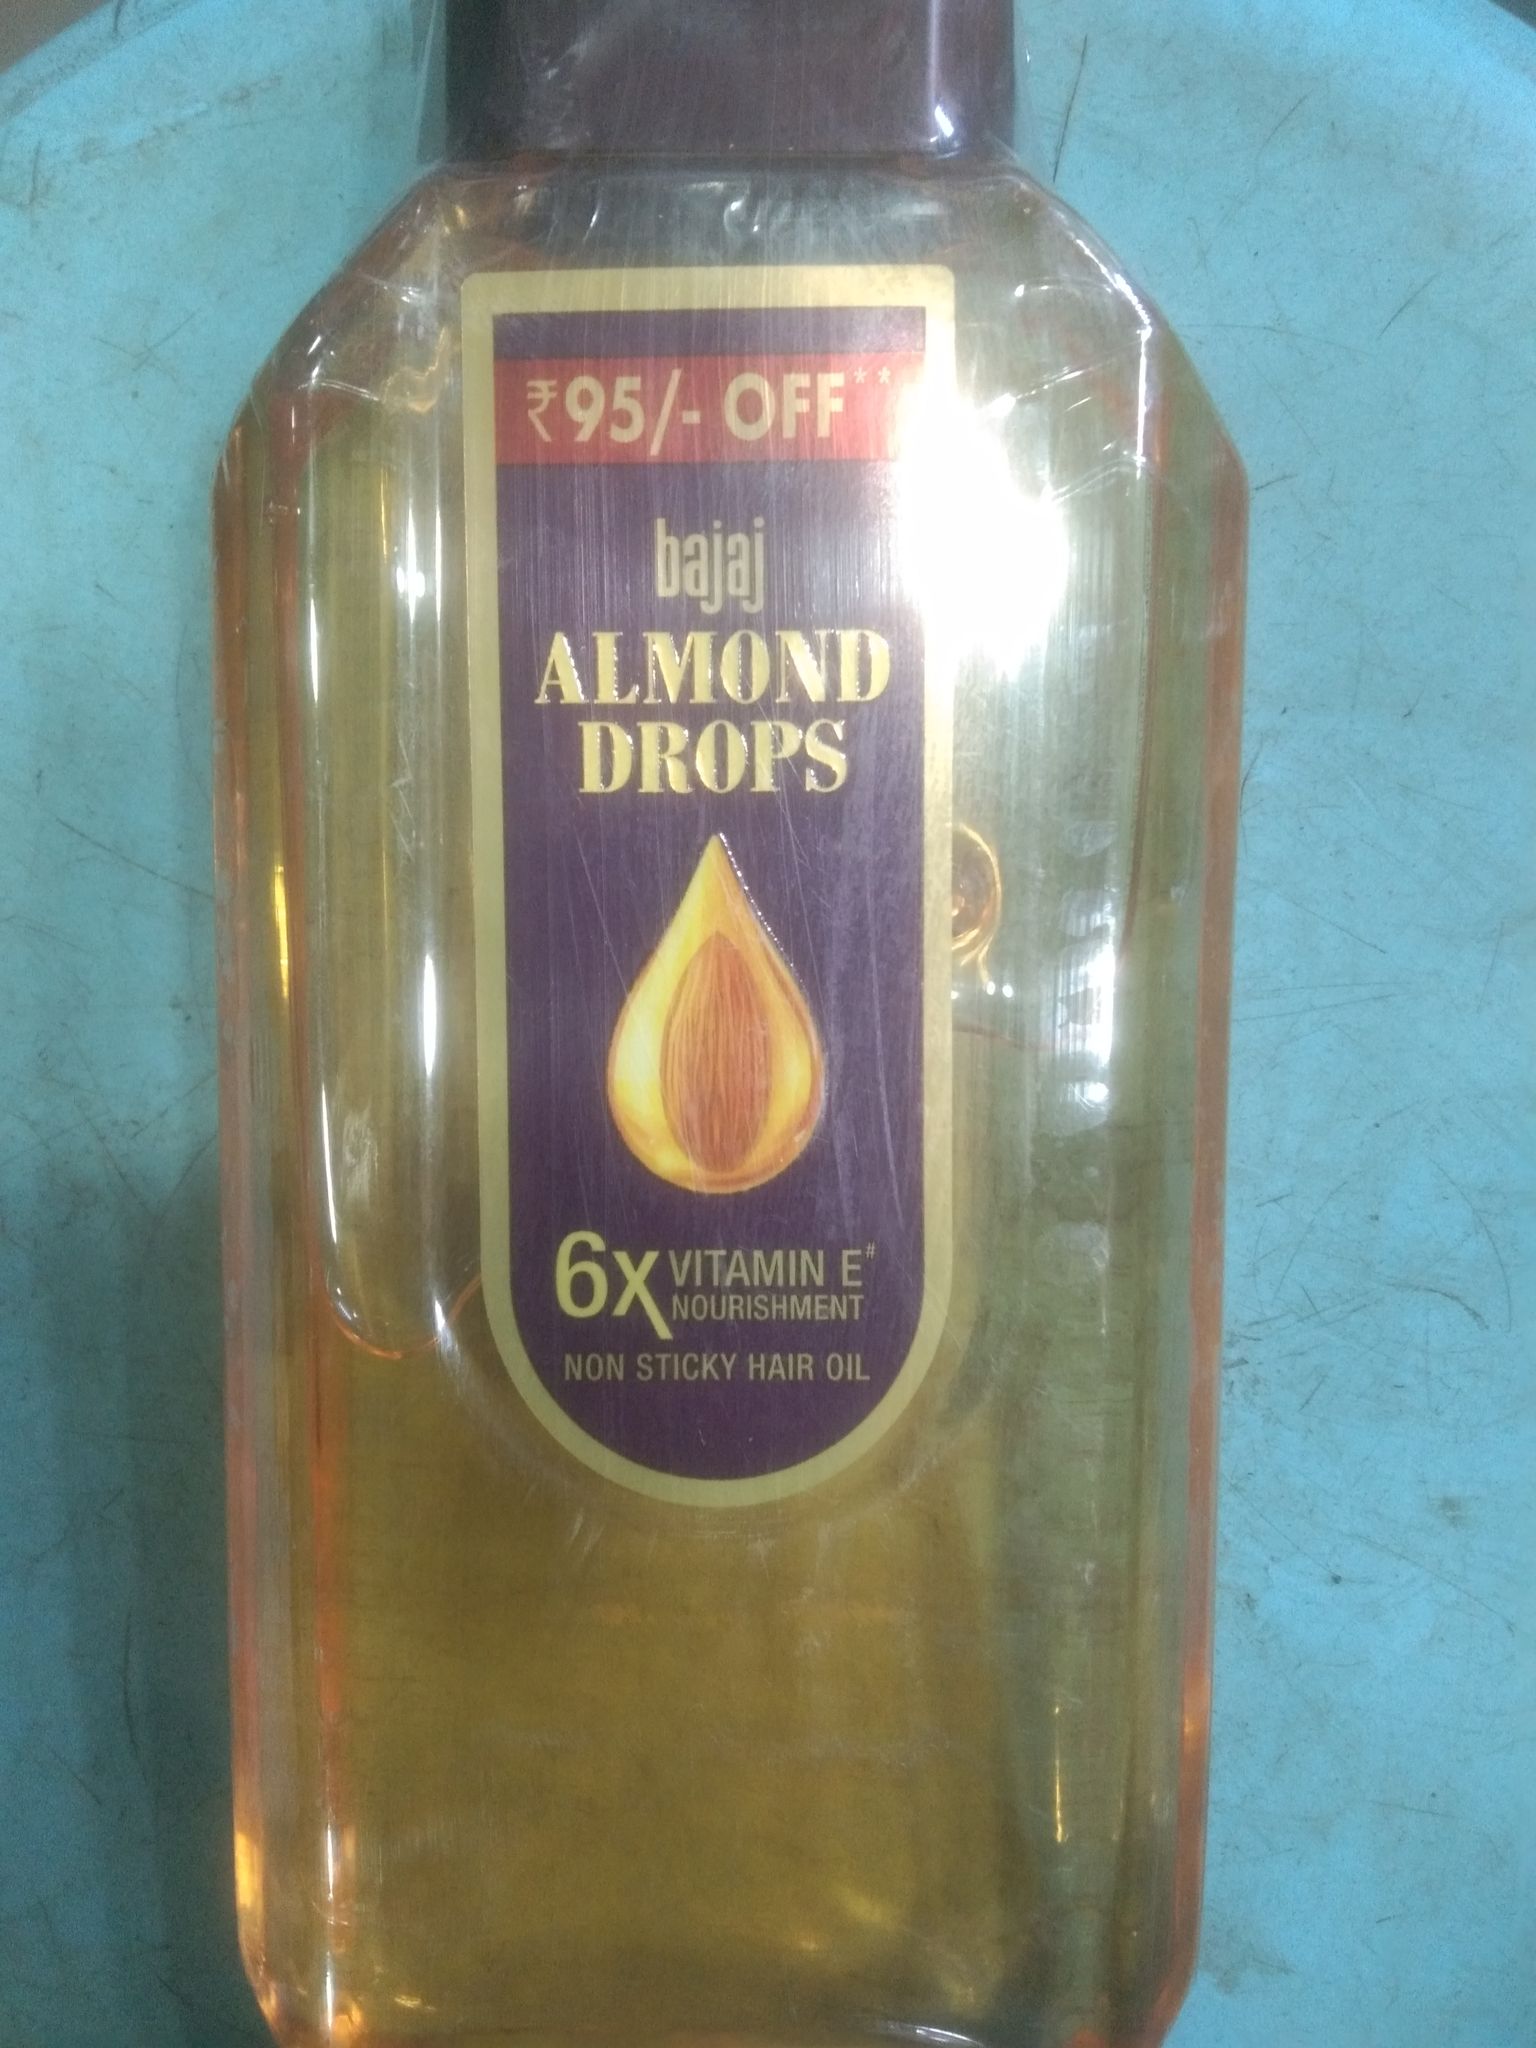 ₹95/- OFF**
bajaj
ALMOND
DROPS
6x VITAMIN E#
NOURISHMENT
NON STICKY HAIR OIL